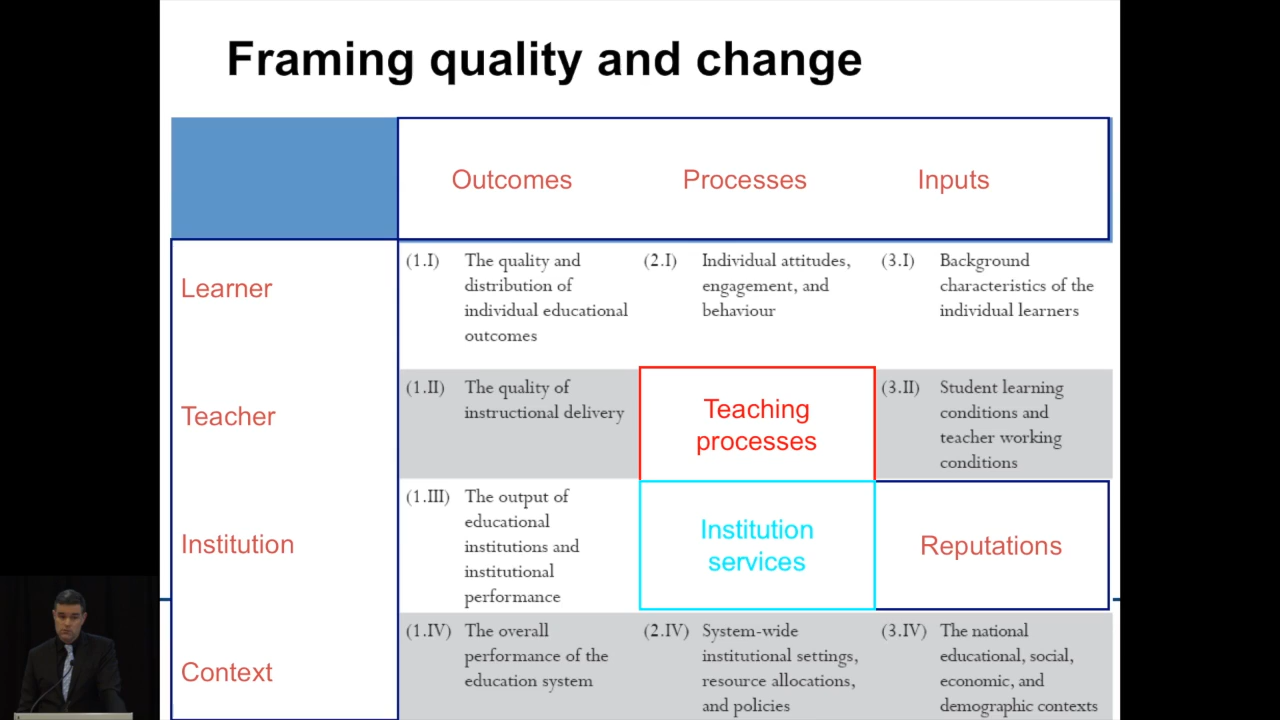 Framing quality and change
Outcomes
Processes
Inputs
Learner
(1.I) The quality and
distribution of
individual educational
outcomes
(2.I) Individual attitudes,
engagement, and
behaviour
(3.I) Background
characteristics of the
individual learners
Teacher
(1.II) The quality of
instructional delivery
Teaching
processes
(3.II) Student learning
conditions and
teacher working
conditions
Institution
(1.III) The output of
educational
institutions and
institutional
performance
Institution
services
Reputations
Context
(1.IV) The overall
performance of the
education system
(2.IV) System-wide
institutional settings,
resource allocations,
and policies
(3.IV) The national
educational, social,
economic, and
demographic contexts